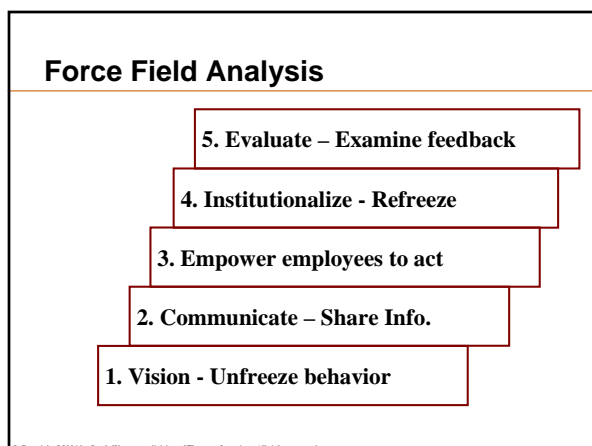 Force Field Analysis
5. Evaluate – Examine feedback
4. Institutionalize - Refreeze
3. Empower employees to act
2. Communicate – Share Info.
1. Vision - Unfreeze behavior